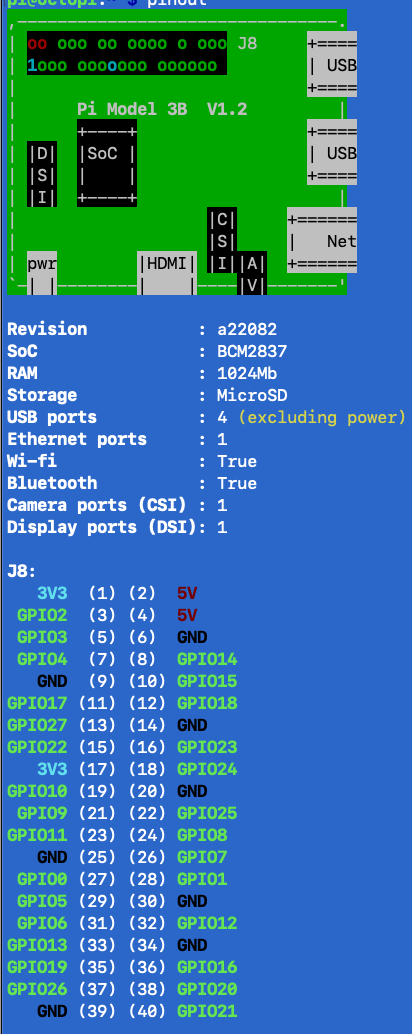 pi@octopi:~ $ pinout
,--------------------------------.
| oo ooo oo oooo o ooo J8     +====
| 1ooo ooooooo oooooo         | USB
|                             +====
|      Pi Model 3B  V1.2         |
|      +----+                 +====
| |D|  |SoC |                 | USB
| |S|  |    |                 +====
| |I|  +----+                    |
|                   |C|     +======
|                   |S|     |   Net
| pwr        |HDMI| |I||A|  +======
`-| |--------|    |----|V|-------'
Revision           : a22082
SoC                : BCM2837
RAM                : 1024Mb
Storage            : MicroSD
USB ports          : 4 (excluding power)
Ethernet ports     : 1
Wi-fi              : True
Bluetooth          : True
Camera ports (CSI) : 1
Display ports (DSI): 1
J8:
   3V3  (1) (2)  5V
 GPIO2  (3) (4)  5V
 GPIO3  (5) (6)  GND
 GPIO4  (7) (8)  GPIO14
   GND  (9) (10) GPIO15
GPIO17 (11) (12) GPIO18
GPIO27 (13) (14) GND
GPIO22 (15) (16) GPIO23
   3V3 (17) (18) GPIO24
GPIO10 (19) (20) GND
 GPIO9 (21) (22) GPIO25
GPIO11 (23) (24) GPIO8
   GND (25) (26) GPIO7
 GPIO0 (27) (28) GPIO1
 GPIO5 (29) (30) GND
 GPIO6 (31) (32) GPIO12
GPIO13 (33) (34) GND
GPIO19 (35) (36) GPIO16
GPIO26 (37) (38) GPIO20
   GND (39) (40) GPIO21